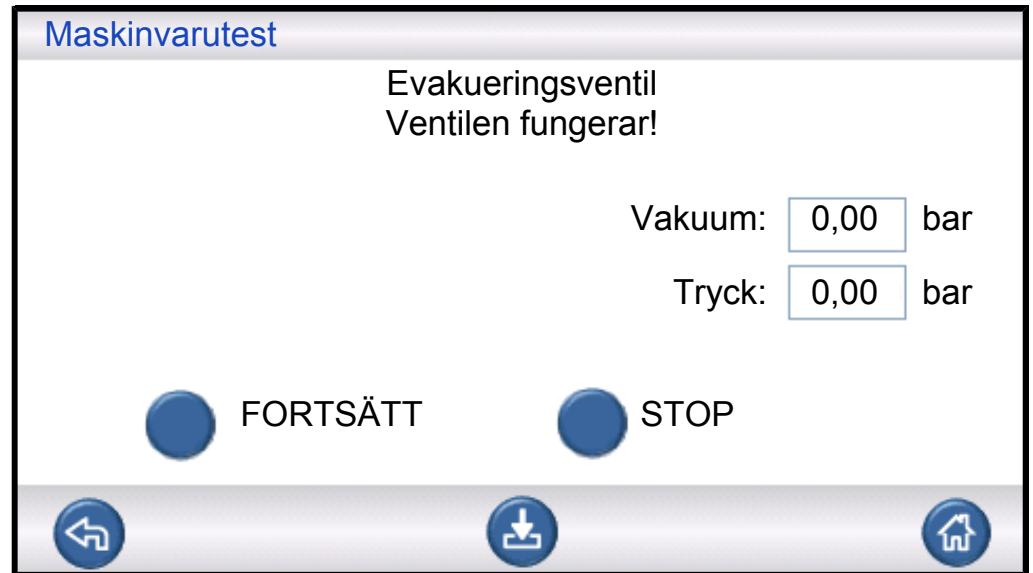 Maskinvarutest
Evakueringsventil
Ventilen fungerar!
Vakuum: 0,00 bar
Tryck: 0,00 bar
FORTSÄTT STOP